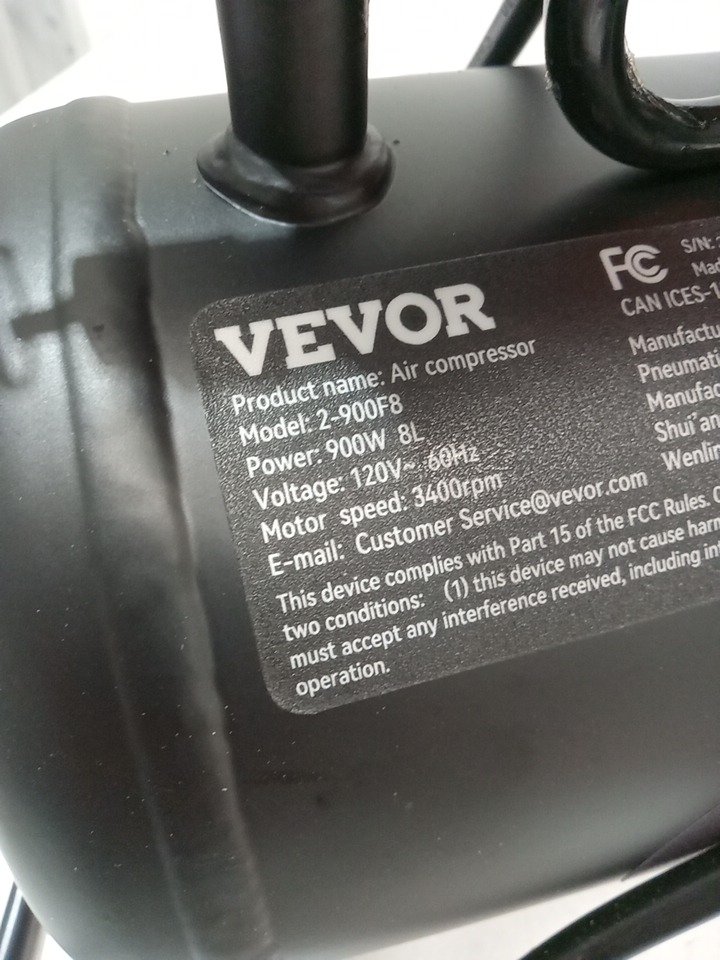 VEVOR
Product name: Air compressor
Model: 2-900F8
Power: 900W 8L
Voltage: 120V~ 60Hz
Motor speed: 3400rpm
E-mail: Customer Service@vevor.com
This device complies with Part 15 of the FCC Rules.
two conditions: (1) this device may not cause
must accept any interference received, including
operation.
FC
S/N:
CAN ICES-
Shui'an